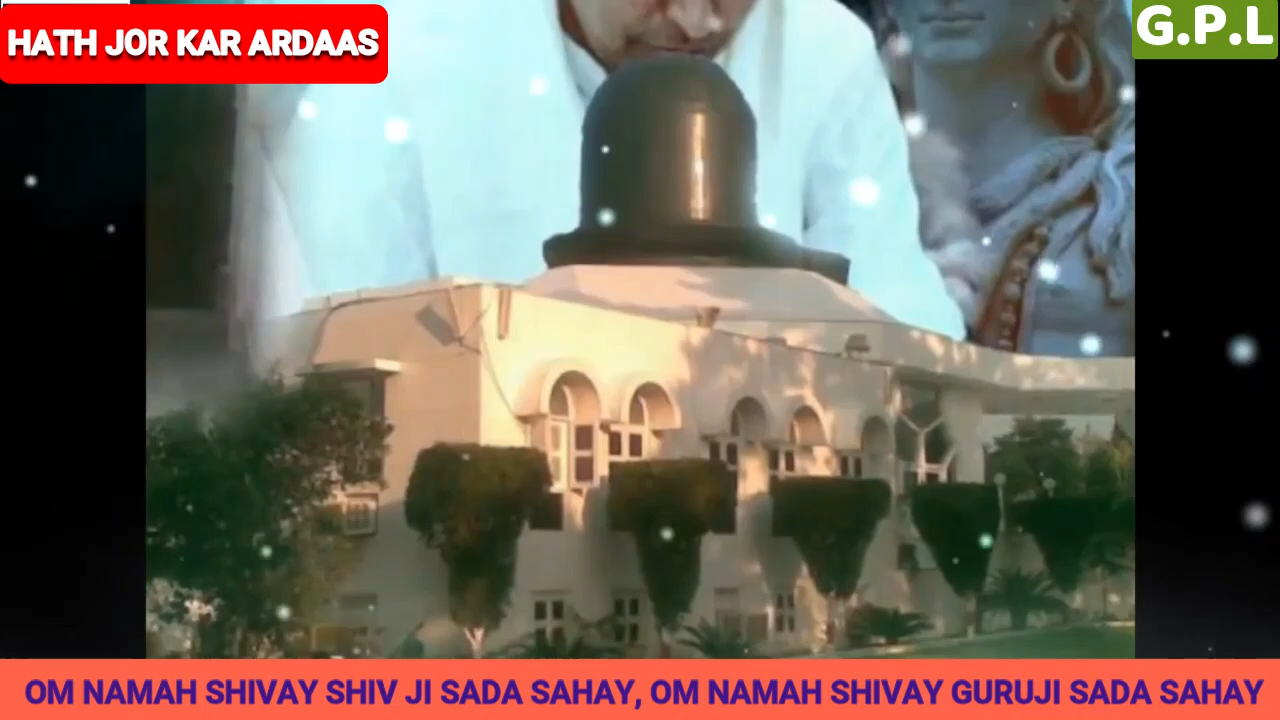 HATH JOR KAR ARDAAS
G.P.L
OM NAMAH SHIVAY SHIV JI SADA SAHAY, OM NAMAH SHIVAY GURUJI SADA SAHAY